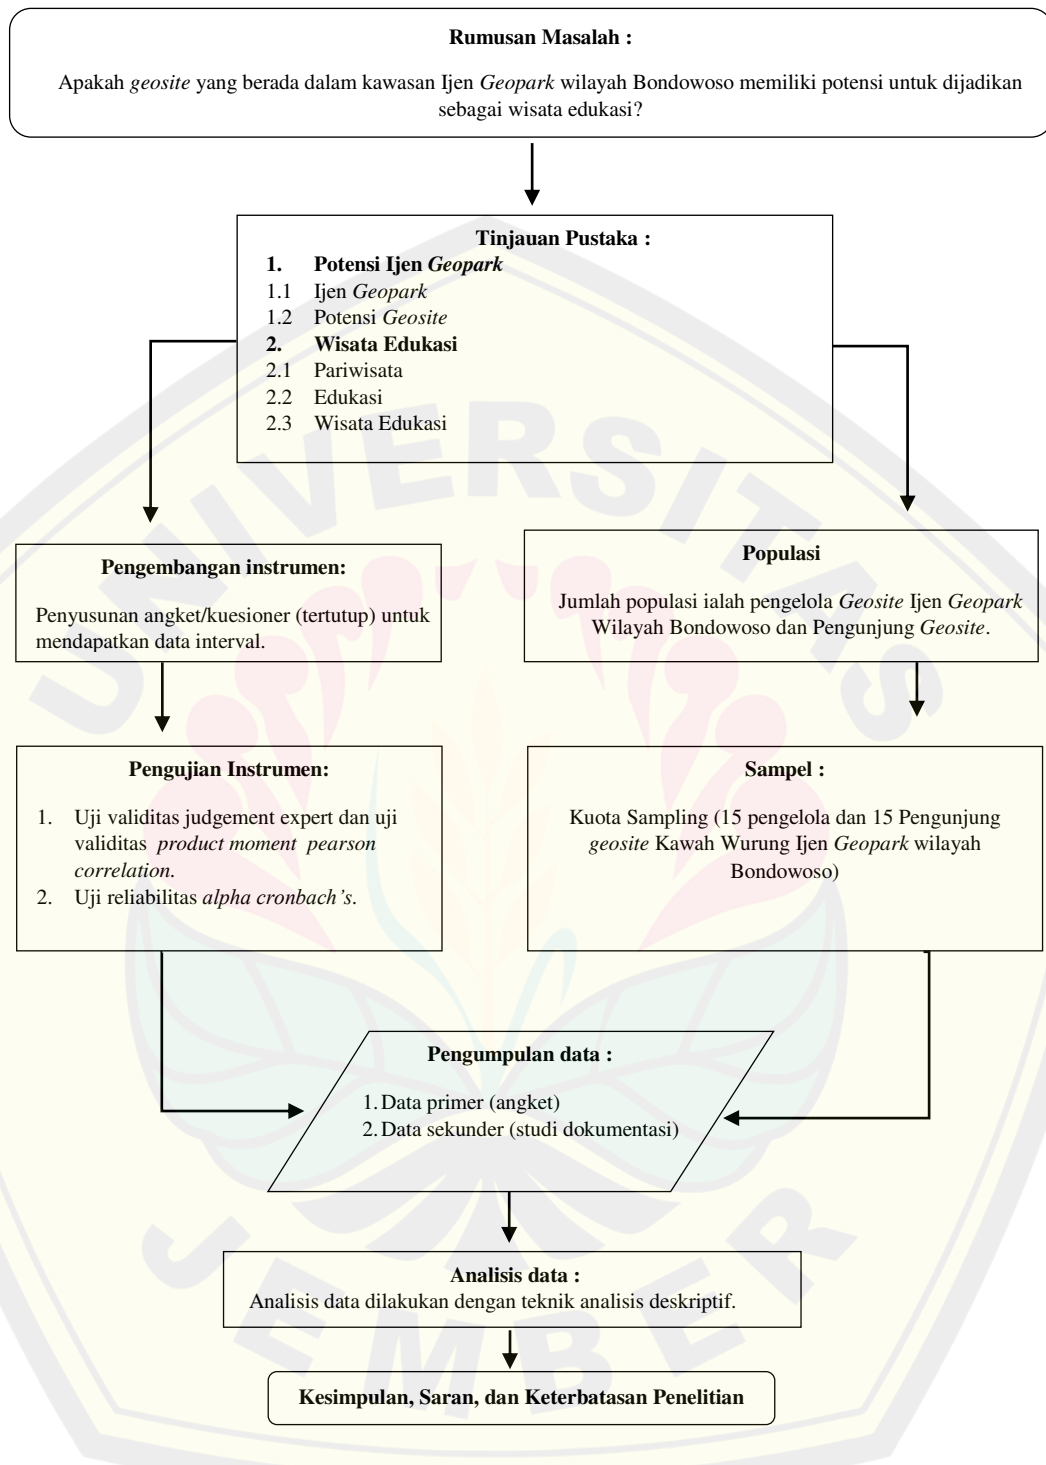 Rumusan Masalah :
Apakah geosite yang berada dalam kawasan Ijen Geopark wilayah Bondowoso memiliki potensi untuk dijadikan
sebagai wisata edukasi?
Tinjauan Pustaka :
1. Potensi Ijen Geopark
1.1 Ijen Geopark
1.2 Potensi Geosite
2. Wisata Edukasi
2.1 Pariwisata
2.2 Edukasi
2.3 Wisata Edukasi
Pengembangan instrumen:
Penyusunan angket/kuesioner (tertutup) untuk
mendapatkan data interval.
Populasi
Jumlah populasi ialah pengelola Geosite Ijen Geopark
Wilayah Bondowoso dan Pengunjung Geosite.
Pengujian Instrumen:
1. Uji validitas judgement expert dan uji
validitas product moment pearson
correlation.
2. Uji reliabilitas alpha cronbach's.
Sampel :
Kuota Sampling (15 pengelola dan 15 Pengunjung
geosite Kawah Wurung Ijen Geopark wilayah
Bondowoso)
Pengumpulan data :
1. Data primer (angket)
2. Data sekunder (studi dokumentasi)
Analisis data :
Analisis data dilakukan dengan teknik analisis deskriptif.
Kesimpulan, Saran, dan Keterbatasan Penelitian
UNIVERSITAS
JEMBER